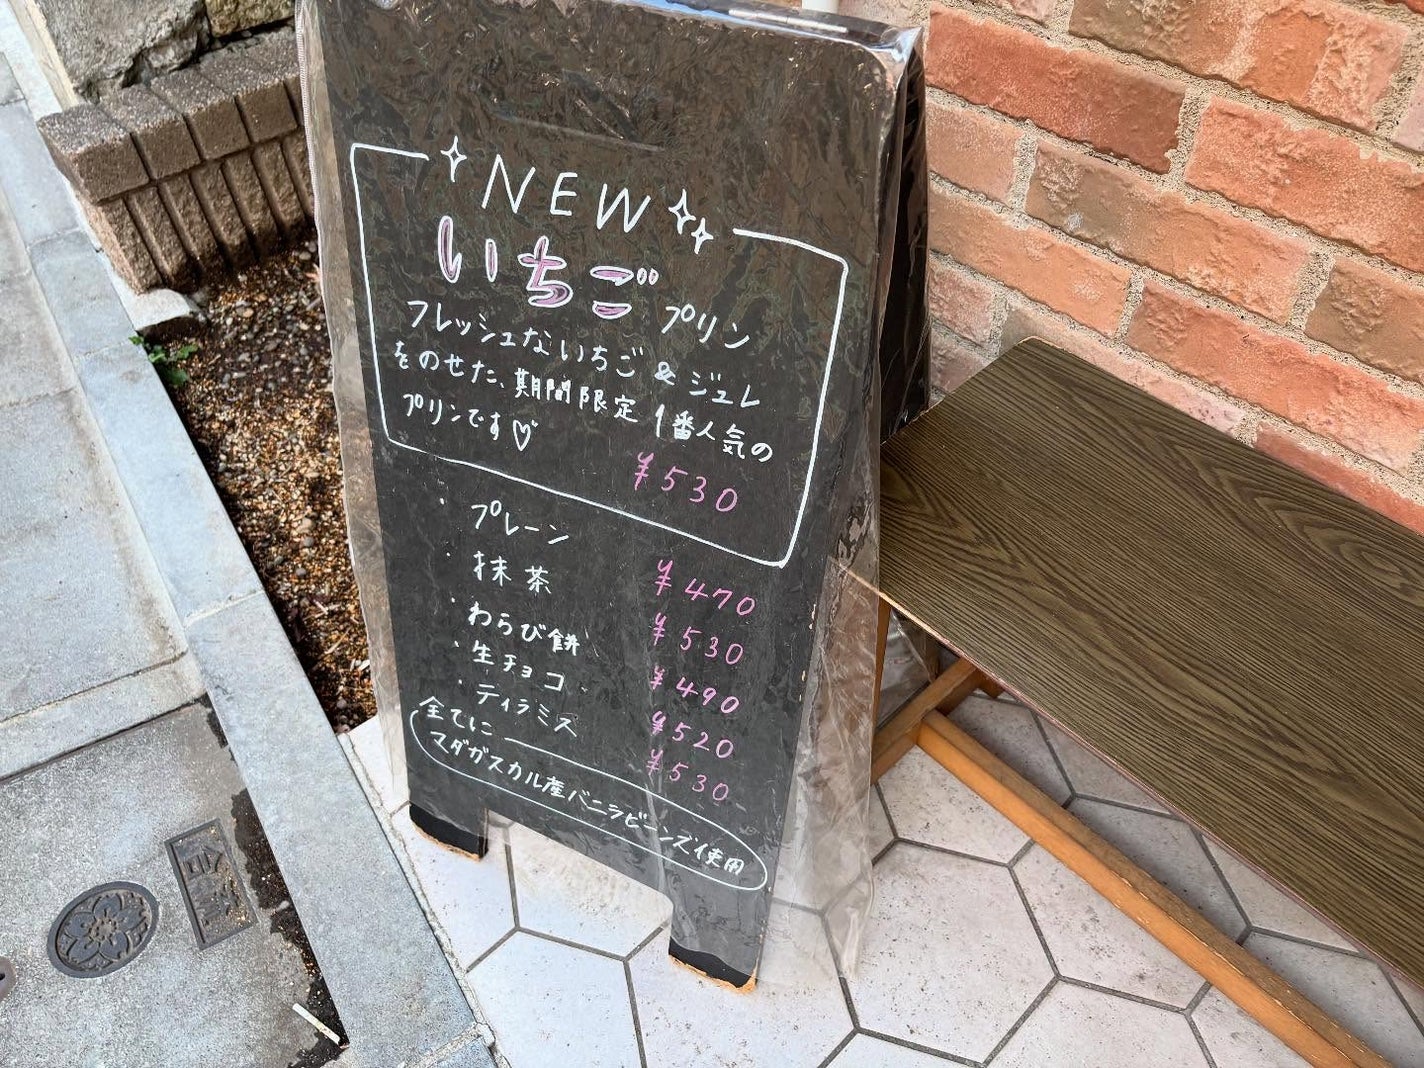 NEW
いちご プリン
フレッシュないちご & ジュレ
をのせた、期間限定 1番人気の
プリンです♡
¥530
・プレーン ¥470
・抹茶 ¥530
・わらび餅 ¥490
・生チョコ ¥520
・ティラミス ¥530
全てに
マダガスカル産バニラビーンズ使用